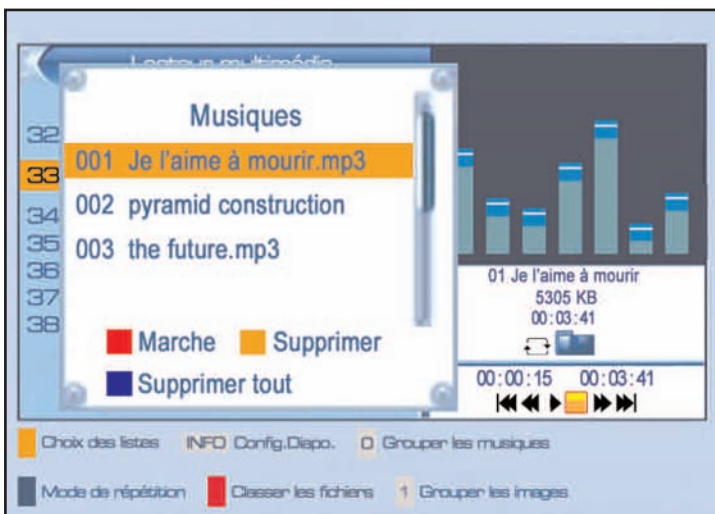 Lecteur multimédia
Musiques
32
33
34
35
36
37
38
001 Je l'aime à mourir.mp3
002 pyramid construction
003 the future.mp3
Marche Supprimer
Supprimer tout
01 Je l'aime à mourir
5305 KB
00:03:41
00:00:15 00:03:41
Choix des listes INFO Config.Diapo. 0 Grouper les musiques
Mode de répétition Classer les fichiers 1 Grouper les images